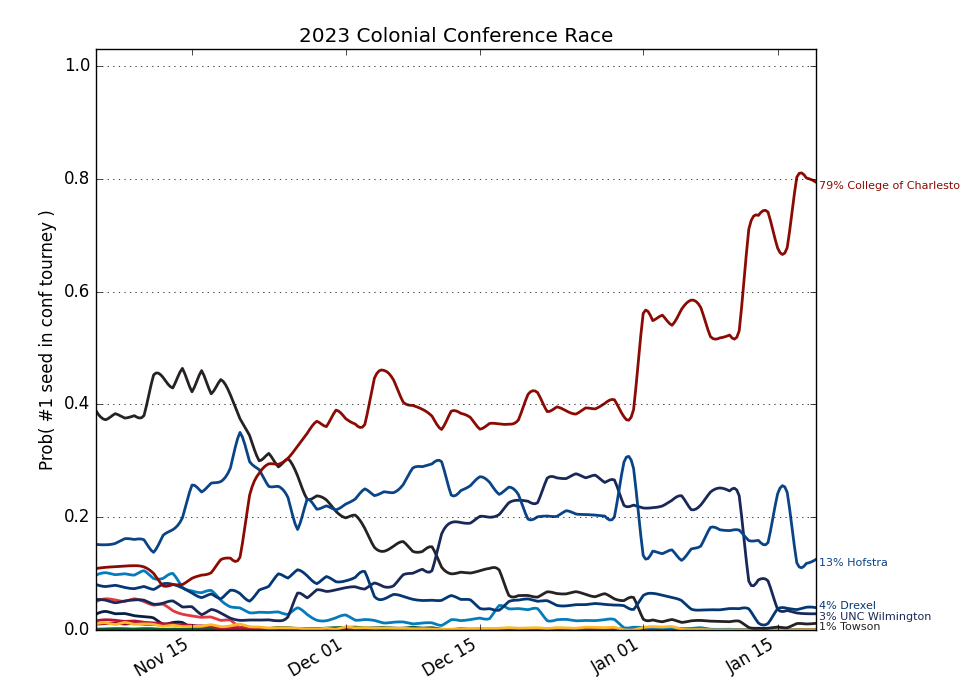 2023 Colonial Conference Race
Prob( #1 seed in conf tourney )
1.0
0.8
0.6
0.4
0.2
0.0
Nov 15
Dec 01
Dec 15
Jan 01
Jan 15
79% College of Charlesto
13% Hofstra
4% Drexel
3% UNC Wilmington
1% Towson